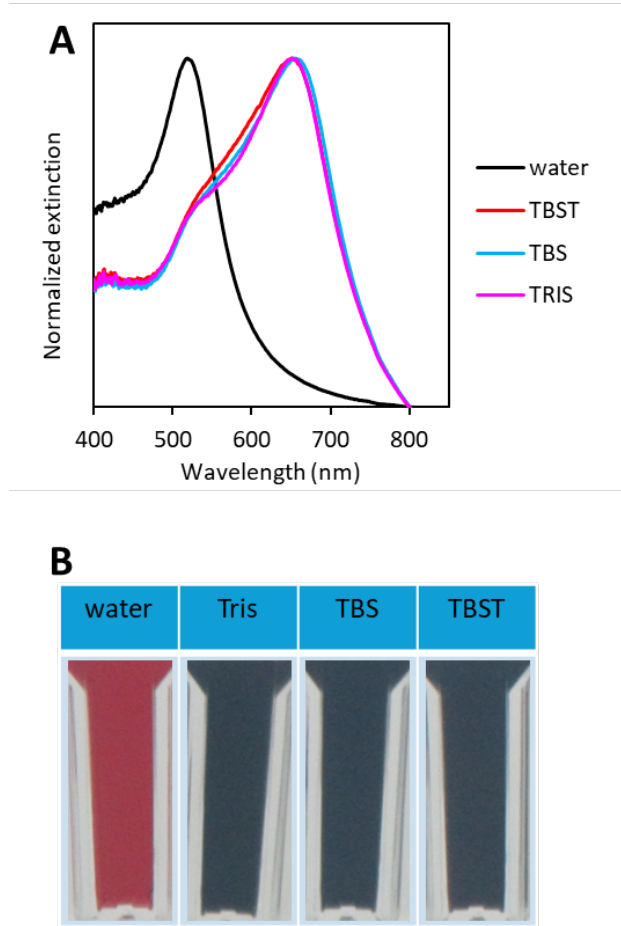 A
Normalized extinction
water
TBST
TBS
TRIS
400 500 600 700 800
Wavelength (nm)
B
water Tris TBS TBST